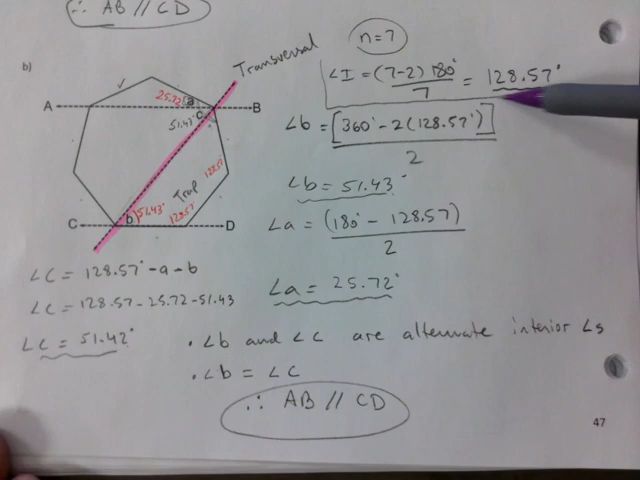 ∴ AB // CD
n=7
b)
Transversal
∠I = (7-2)180° / 7 = 128.57°
A
25.72
a
B
51.43°
c
∠b = [360° - 2(128.57°)] / 2
128.57
Trap
∠b = 51.43°
C
b
51.43°
128.57°
D
∠a = (180° - 128.57) / 2
∠C = 128.57° - a - b
∠C = 128.57 - 25.72 - 51.43
∠a = 25.72°
∠C = 51.42°
. ∠b and ∠C are alternate interior ∠s
. ∠b = ∠C
∴ AB // CD
47